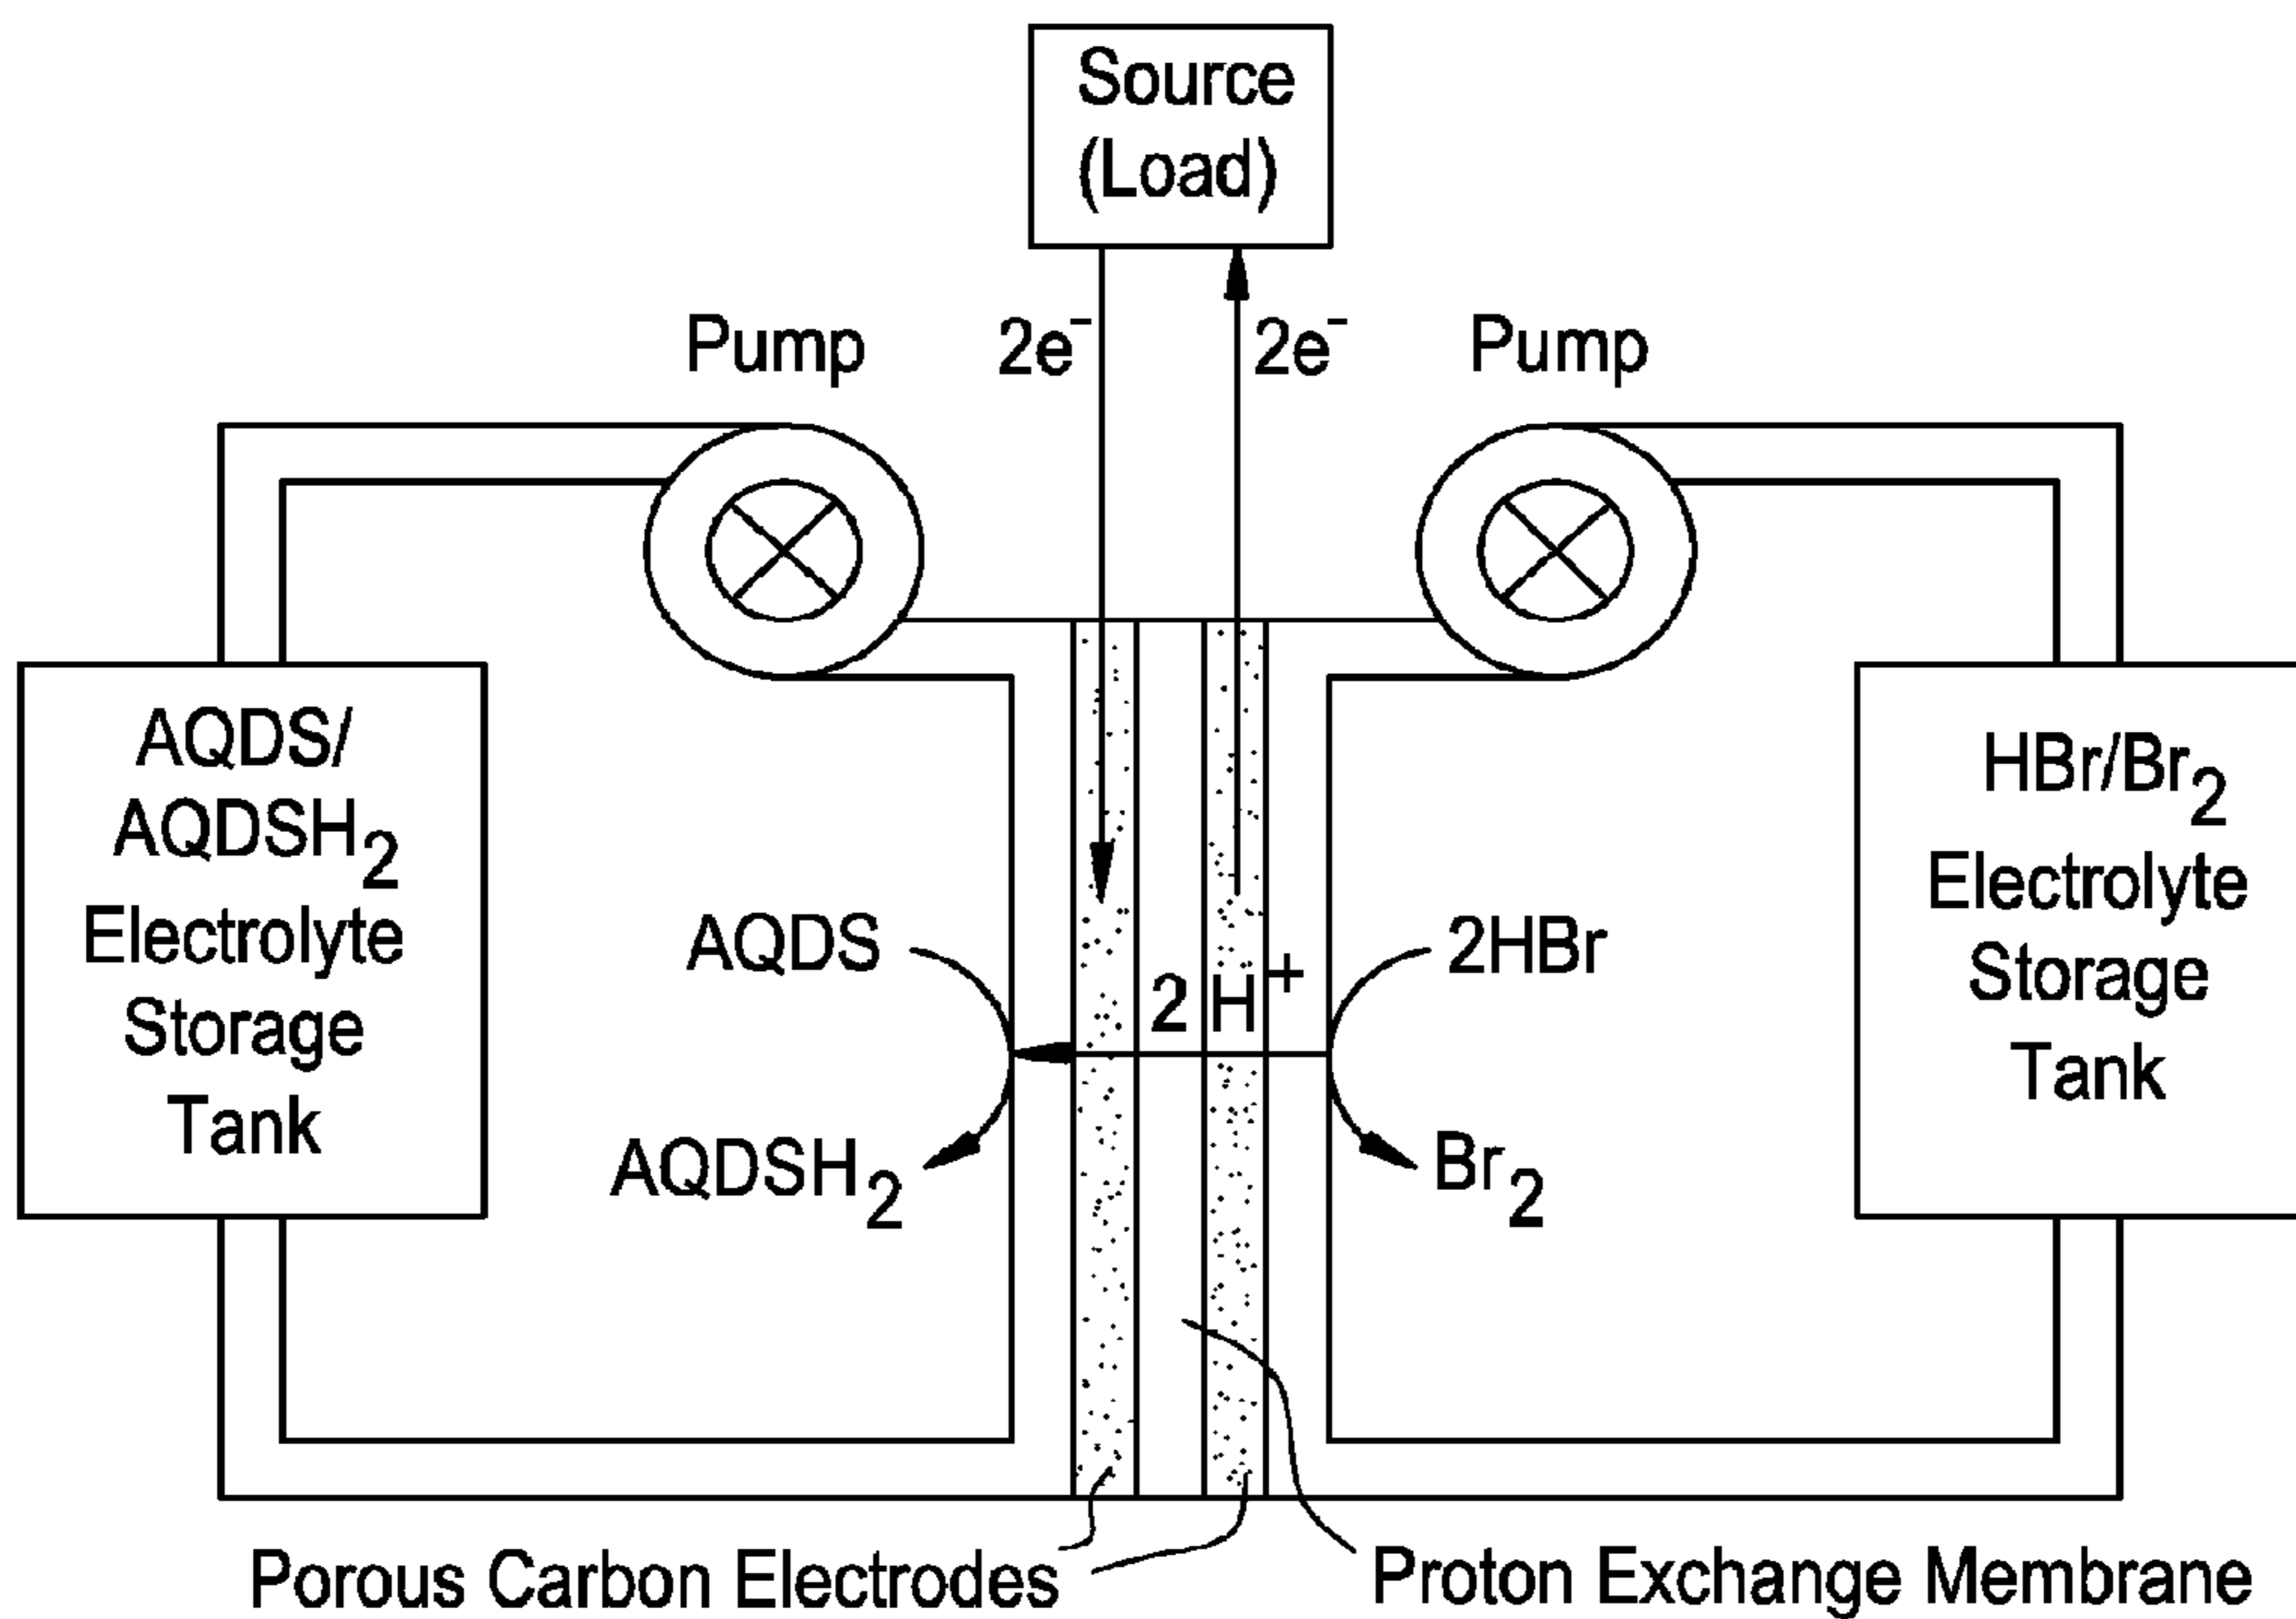 Source
(Load)
Pump
2e⁻
2e⁻
Pump
AQDS/
AQDSH₂
Electrolyte
Storage
Tank
HBr/Br₂
Electrolyte
Storage
Tank
AQDS
2 H⁺
2HBr
AQDSH₂
Br₂
Porous Carbon Electrodes
Proton Exchange Membrane